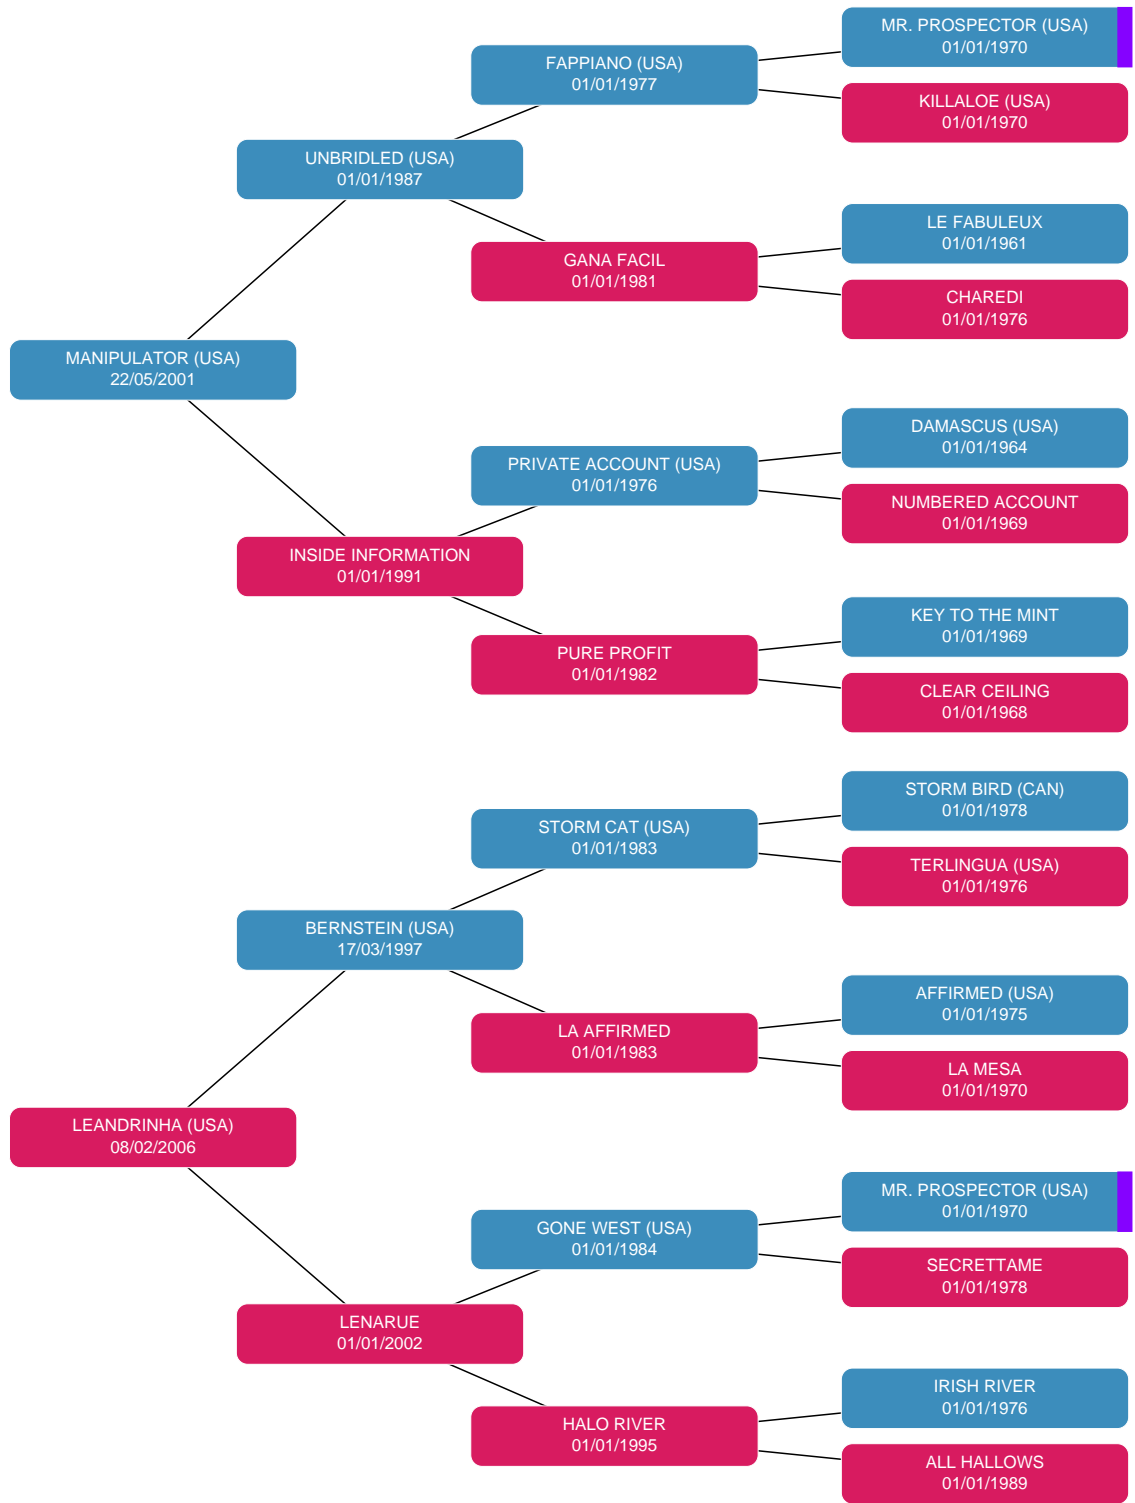 MR. PROSPECTOR (USA)
01/01/1970
FAPPIANO (USA)
01/01/1977
KILLALOE (USA)
01/01/1970
UNBRIDLED (USA)
01/01/1987
LE FABULEUX
01/01/1961
GANA FACIL
01/01/1981
CHAREDI
01/01/1976
MANIPULATOR (USA)
22/05/2001
DAMASCUS (USA)
01/01/1964
PRIVATE ACCOUNT (USA)
01/01/1976
NUMBERED ACCOUNT
01/01/1969
INSIDE INFORMATION
01/01/1991
KEY TO THE MINT
01/01/1969
PURE PROFIT
01/01/1982
CLEAR CEILING
01/01/1968
STORM BIRD (CAN)
01/01/1978
STORM CAT (USA)
01/01/1983
TERLINGUA (USA)
01/01/1976
BERNSTEIN (USA)
17/03/1997
AFFIRMED (USA)
01/01/1975
LA AFFIRMED
01/01/1983
LA MESA
01/01/1970
LEANDRINHA (USA)
08/02/2006
MR. PROSPECTOR (USA)
01/01/1970
GONE WEST (USA)
01/01/1984
SECRETTAME
01/01/1978
LENARUE
01/01/2002
IRISH RIVER
01/01/1976
HALO RIVER
01/01/1995
ALL HALLOWS
01/01/1989